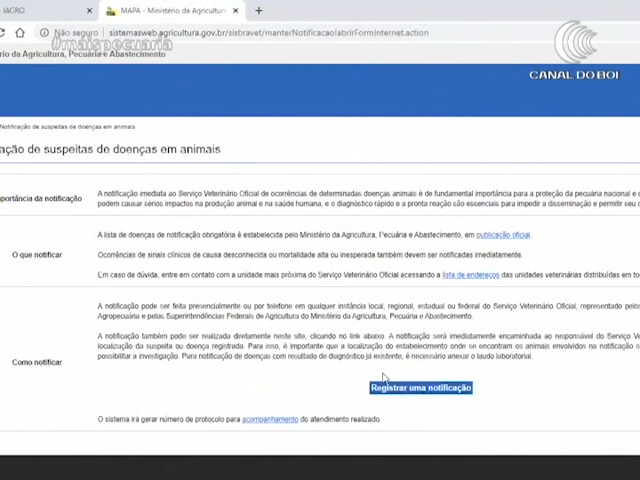 IAGRO
MAPA - Ministério da Agricultur
Não seguro
sistemasweb.agricultura.gov.br/sisbravet/manterNotificacao!abrirFormInternet.action
#maispecuaria
io da Agricultura, Pecuária e Abastecimento
CANAL DO BOI
Notificação de suspeitas de doenças em animais
ação de suspeitas de doenças em animais
portância da notificação
A notificação imediata ao Serviço Veterinário Oficial de ocorrências de determinadas doenças animais é de fundamental importância para a proteção da pecuária nacional e
podem causar sérios impactos na produção animal e na saúde humana, e o diagnóstico rápido e a pronta reação são essenciais para impedir a disseminação e permitir seu
O que notificar
A lista de doenças de notificação obrigatória é estabelecida pelo Ministério da Agricultura, Pecuária e Abastecimento, em publicação oficial.
Ocorrências de sinais clínicos de causa desconhecida ou mortalidade alta ou inesperada também devem ser notificadas imediatamente.
Em caso de dúvida, entre em contato com a unidade mais próxima do Serviço Veterinário Oficial acessando a lista de endereços das unidades veterinárias distribuídas em to
Como notificar
A notificação pode ser feita presencialmente ou por telefone em qualquer instância local, regional, estadual ou federal do Serviço Veterinário Oficial, representado pelos
Agropecuária e pelas Superintendências Federais de Agricultura do Ministério da Agricultura, Pecuária e Abastecimento.
A notificação também pode ser realizada diretamente neste site, clicando no link abaixo. A notificação será imediatamente encaminhada ao responsável do Serviço Ve
localização da suspeita ou doença registrada. Para isso, é importante que a localização do estabelecimento onde se encontram os animais envolvidos na notificação s
possibilitar a investigação. Para notificação de doenças com resultado de diagnóstico já existente, é necessário anexar o laudo laboratorial.
Registrar uma notificação
O sistema irá gerar número de protocolo para acompanhamento do atendimento realizado.